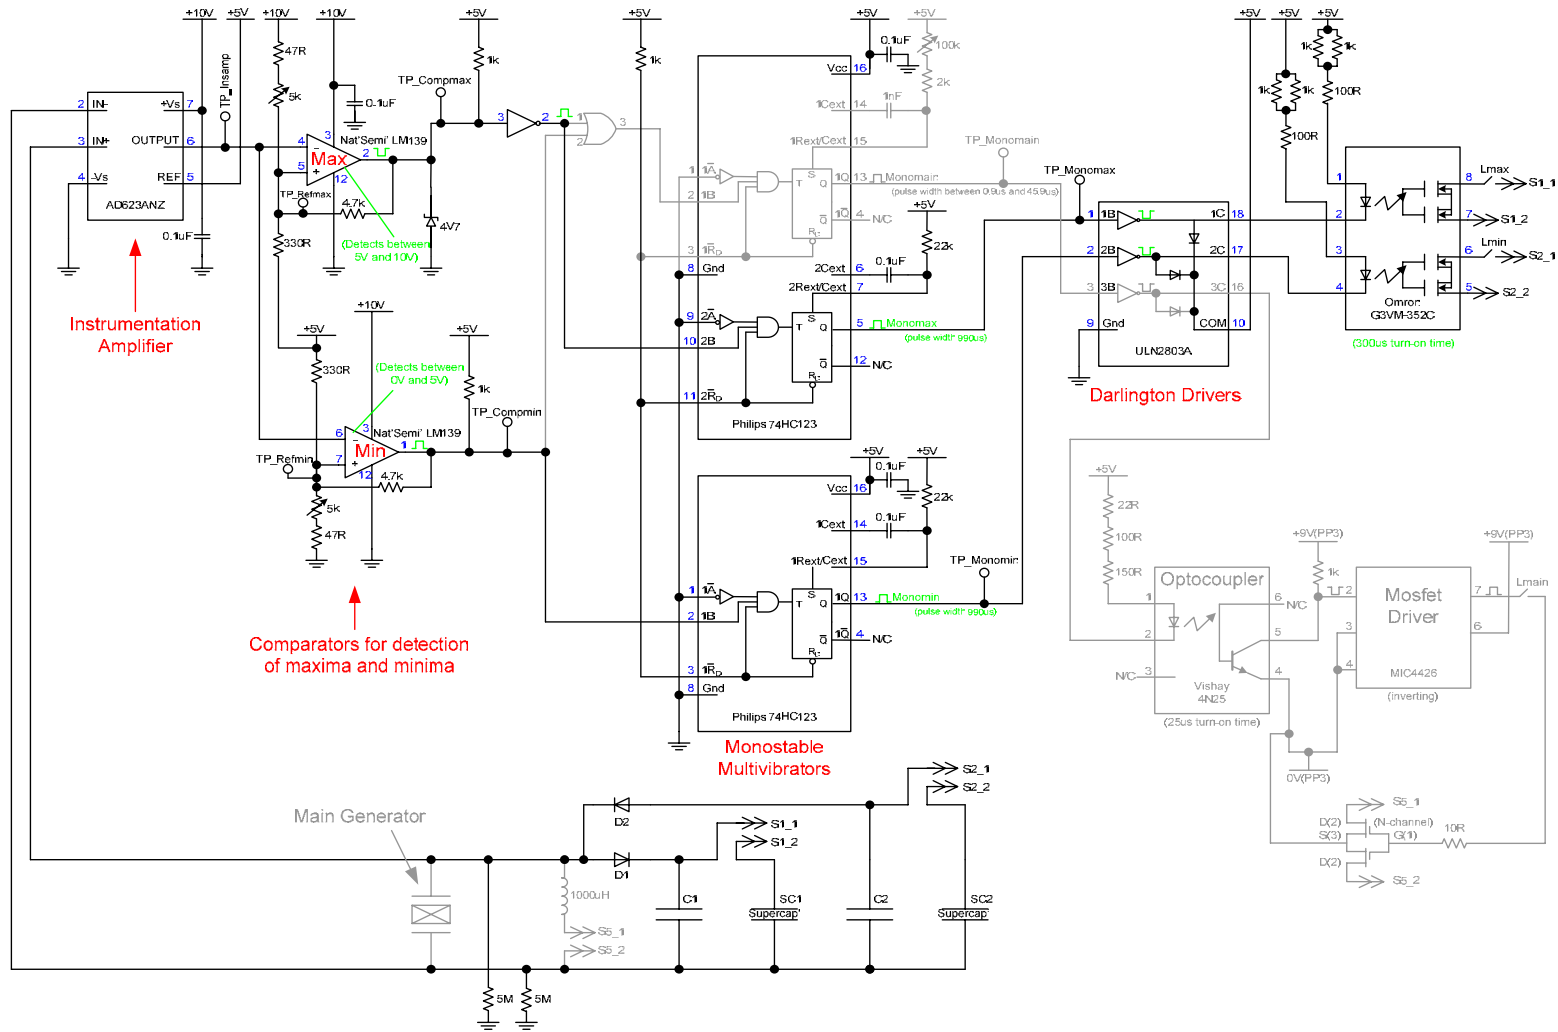 +10V
+5V
+10V
+10V
+5V
+5V
+5V
+5V
+5V
+5V
+5V
47R
5k
0.1uF
TP_Insamp
TP_Compmax
1k
1k
0.1uF
100k
2k
1nF
1k
1k
1k
1k
100R
100R
2 IN- +Vs 7
3 IN+ OUTPUT 6
4 -Vs REF 5
AD623ANZ
0.1uF
Instrumentation
Amplifier
Nat'Semi' LM139
4
5
3
2
12
Max
TP_Refmax
4.7k
330R
(Detects between
5V and 10V)
4V7
3
2
1
2
3
Vcc 16
1Cext 14
1Rext/Cext 15
1 1A
2 1B
T
S
Q
Q
RD
1Q 13
1Q 4
N/C
Monomain
(pulse width between 0.9us and 45.9us)
TP_Monomain
3 1RD
8 Gnd
+5V
22k
2Cext 6
0.1uF
2Rext/Cext 7
9 2A
10 2B
T
S
Q
Q
RD
5
Monomax
(pulse width 990us)
12
N/C
11 2RD
Philips 74HC123
TP_Monomax
1 1B 1C 18
2 2B 2C 17
3 3B 3C 16
9 Gnd COM 10
ULN2803A
Darlington Drivers
1
2
3
4
8
7
6
5
Lmax
S1_1
S1_2
Lmin
S2_1
S2_2
Omron
G3VM-352C
(300us turn-on time)
+5V
+10V
+5V
330R
(Detects between
0V and 5V)
1k
TP_Compmin
Nat'Semi' LM139
6
7
3
1
12
Min
TP_Refmin
4.7k
5k
47R
Comparators for detection
of maxima and minima
+5V
+5V
0.1uF
22k
Vcc 16
0.1uF
1Cext 14
1Rext/Cext 15
1 1A
2 1B
T
S
Q
Q
RD
1Q 13
Monomin
(pulse width 990us)
TP_Monomin
1Q 4
N/C
3 1RD
8 Gnd
Philips 74HC123
Monostable
Multivibrators
+5V
22R
100R
150R
Optocoupler
1
2
3
N/C
6
N/C
5
4
Vishay
4N25
(25us turn-on time)
+9V(PP3)
+9V(PP3)
1k
2
3
4
Mosfet
Driver
7
6
Lmain
MIC4426
(inverting)
0V(PP3)
S5_1
D(2)
(N-channel)
S(3)
G(1)
D(2)
S5_2
10R
Main Generator
D2
D1
S2_1
S2_2
S1_1
S1_2
1000uH
S5_1
S5_2
C1
SC1
'Supercap'
C2
SC2
'Supercap'
5M
5M